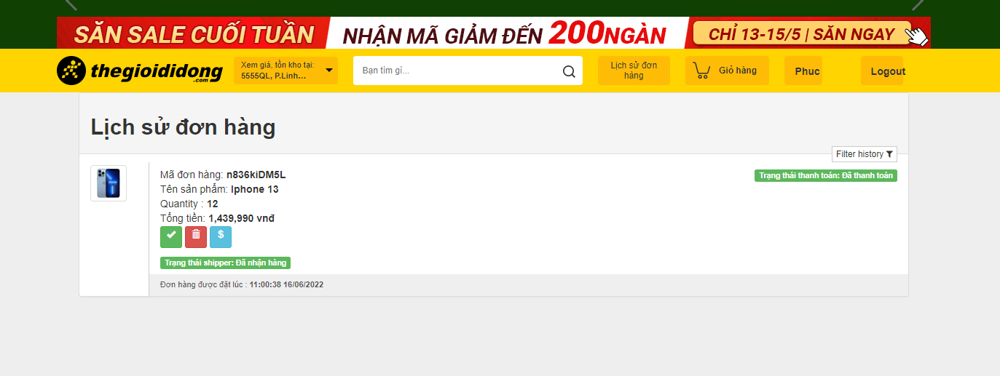 SĂN SALE CUỐI TUẦN NHẬN MÃ GIẢM ĐẾN 200NGÀN CHỈ 13-15/5 | SĂN NGAY
thegioididong
.com
Xem giá, tồn kho tại:
5555QL, P.Linh...
Bạn tìm gì...
Lịch sử đơn
hàng
Giỏ hàng
Phuc
Logout
Lịch sử đơn hàng
Filter history
Mã đơn hàng: n836kiDM5L
Trạng thái thanh toán: Đã thanh toán
Tên sản phẩm: Iphone 13
Quantity : 12
Tổng tiền: 1,439,990 vnđ
$
Trạng thái shipper: Đã nhận hàng
Đơn hàng được đặt lúc : 11:00:38 16/06/2022